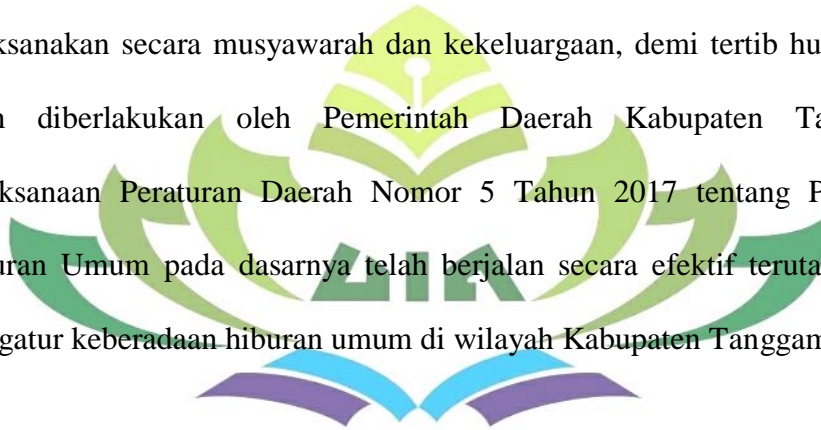 ksanakan secara musyawarah dan kekeluargaan, demi tertib hu
n diberlakukan oleh Pemerintah Daerah Kabupaten Ta
ksanaan Peraturan Daerah Nomor 5 Tahun 2017 tentang P
uran Umum pada dasarnya telah berjalan secara efektif teruta
gatur keberadaan hiburan umum di wilayah Kabupaten Tanggam